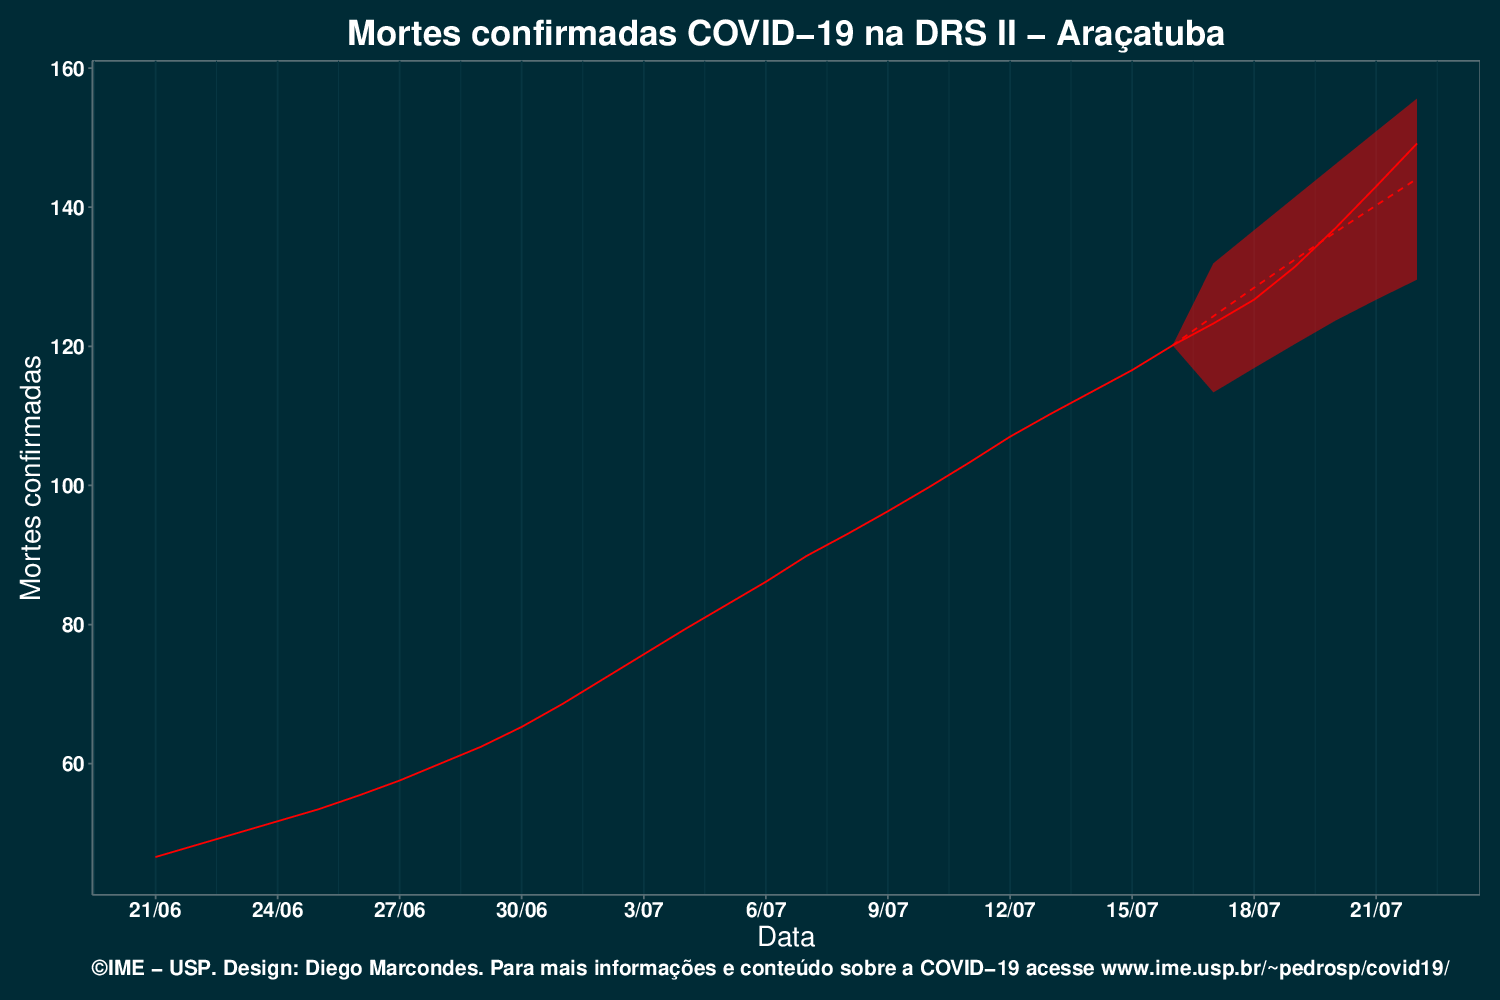 Mortes confirmadas COVID−19 na DRS II − Araçatuba
160
140
120
100
80
60
Mortes confirmadas
21/06 24/06 27/06 30/06 3/07 6/07 9/07 12/07 15/07 18/07 21/07
Data
©IME − USP. Design: Diego Marcondes. Para mais informações e conteúdo sobre a COVID−19 acesse www.ime.usp.br/~pedrosp/covid19/